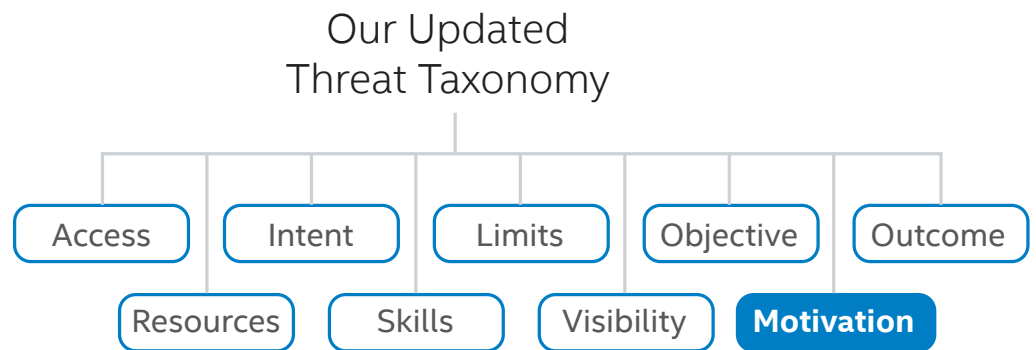 Our Updated
Threat Taxonomy
Access
Intent
Limits
Objective
Outcome
Resources
Skills
Visibility
Motivation